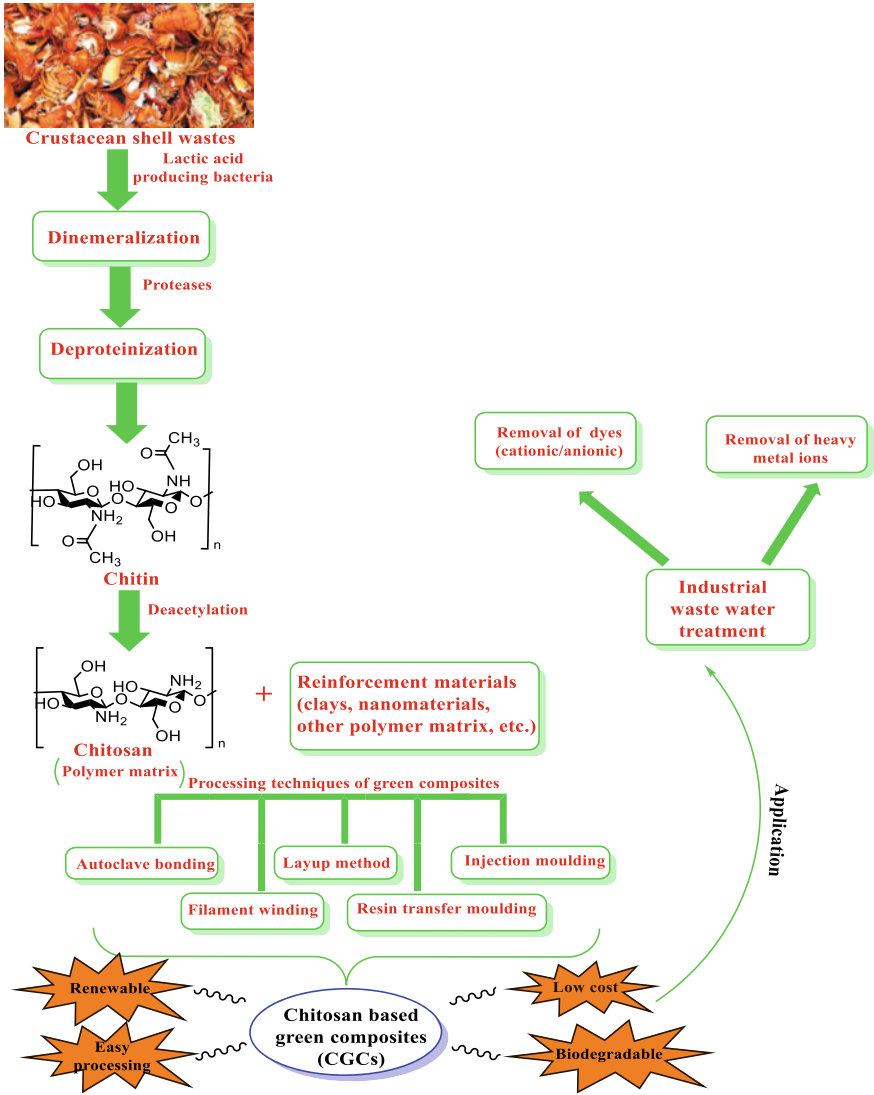 Crustacean shell wastes
Lactic acid
producing bacteria
Dinemeralization
Proteases
Deproteinization
CH3
O
NH
OH
HO
O
O
HO
O
O
NH2
OH
O
CH3
n
Chitin
Deacetylation
OH
HO
NH2
O
O
HO
O
O
NH2
OH
n
Chitosan
(Polymer matrix)
+
Reinforcement materials
(clays, nanomaterials,
other polymer matrix, etc.)
Processing techniques of green composites
Autoclave bonding
Layup method
Injection moulding
Filament winding
Resin transfer moulding
Renewable
Easy
processing
Chitosan based
green composites
(CGCs)
Low cost
Biodegradable
Application
Industrial
waste water
treatment
Removal of dyes
(cationic/anionic)
Removal of heavy
metal ions